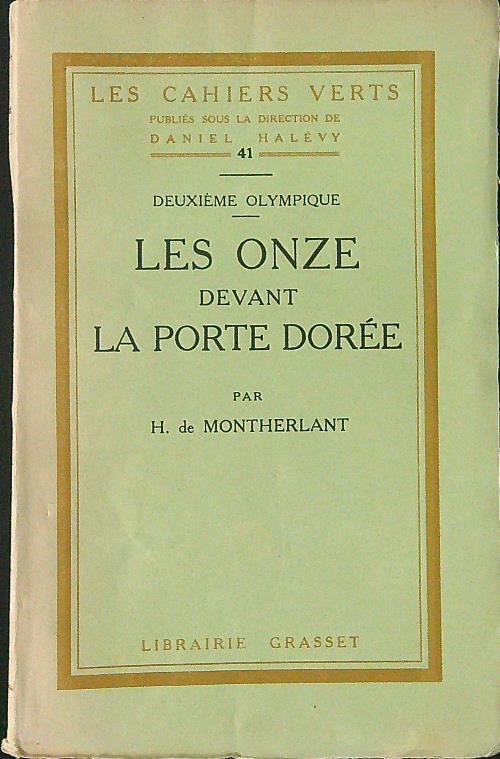 LES CAHIERS VERTS
PUBLIÉS SOUS LA DIRECTION DE
DANIEL HALÉVY
41
DEUXIÈME OLYMPIQUE
LES ONZE
DEVANT
LA PORTE DORÉE
PAR
H. de MONTHERLANT
LIBRAIRIE GRASSET